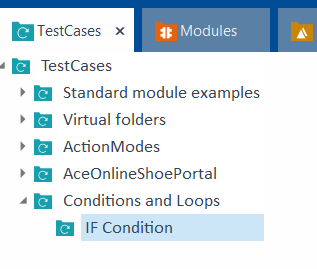 TestCases × Modules
TestCases
Standard module examples
Virtual folders
ActionModes
AceOnlineShoePortal
Conditions and Loops
IF Condition